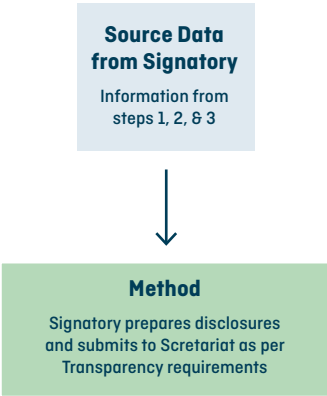 Source Data
from Signatory
Information from
steps 1, 2, & 3
Method
Signatory prepares disclosures
and submits to Scretariat as per
Transparency requirements